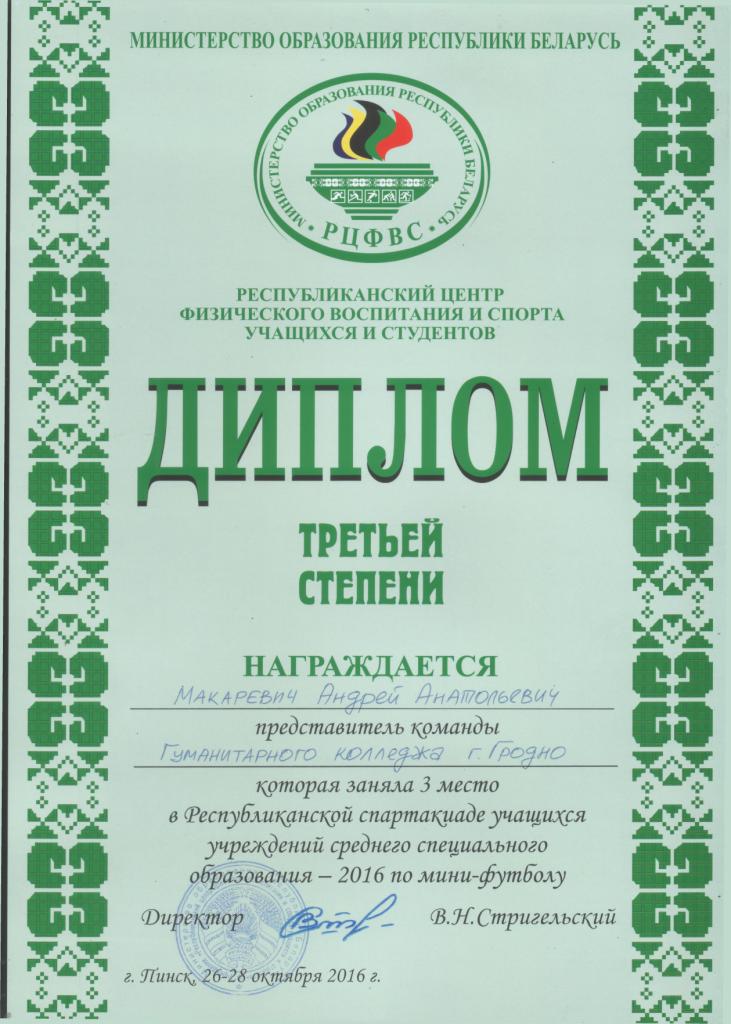 МИНИСТЕРСТВО ОБРАЗОВАНИЯ РЕСПУБЛИКИ БЕЛАРУСЬ
МИНИСТЕРСТВО ОБРАЗОВАНИЯ РЕСПУБЛИКИ БЕЛАРУСЬ
• РЦФВС •
РЕСПУБЛИКАНСКИЙ ЦЕНТР
ФИЗИЧЕСКОГО ВОСПИТАНИЯ И СПОРТА
УЧАЩИХСЯ И СТУДЕНТОВ
ДИПЛОМ
ТРЕТЬЕЙ
СТЕПЕНИ
НАГРАЖДАЕТСЯ
Макаревич Андрей Анатольевич
представитель команды
Гуманитарного колледжа г. Гродно
которая заняла 3 место
в Республиканской спартакиаде учащихся
учреждений среднего специального
образования – 2016 по мини-футболу
Директор В.Н.Стригельский
г. Пинск, 26-28 октября 2016 г.